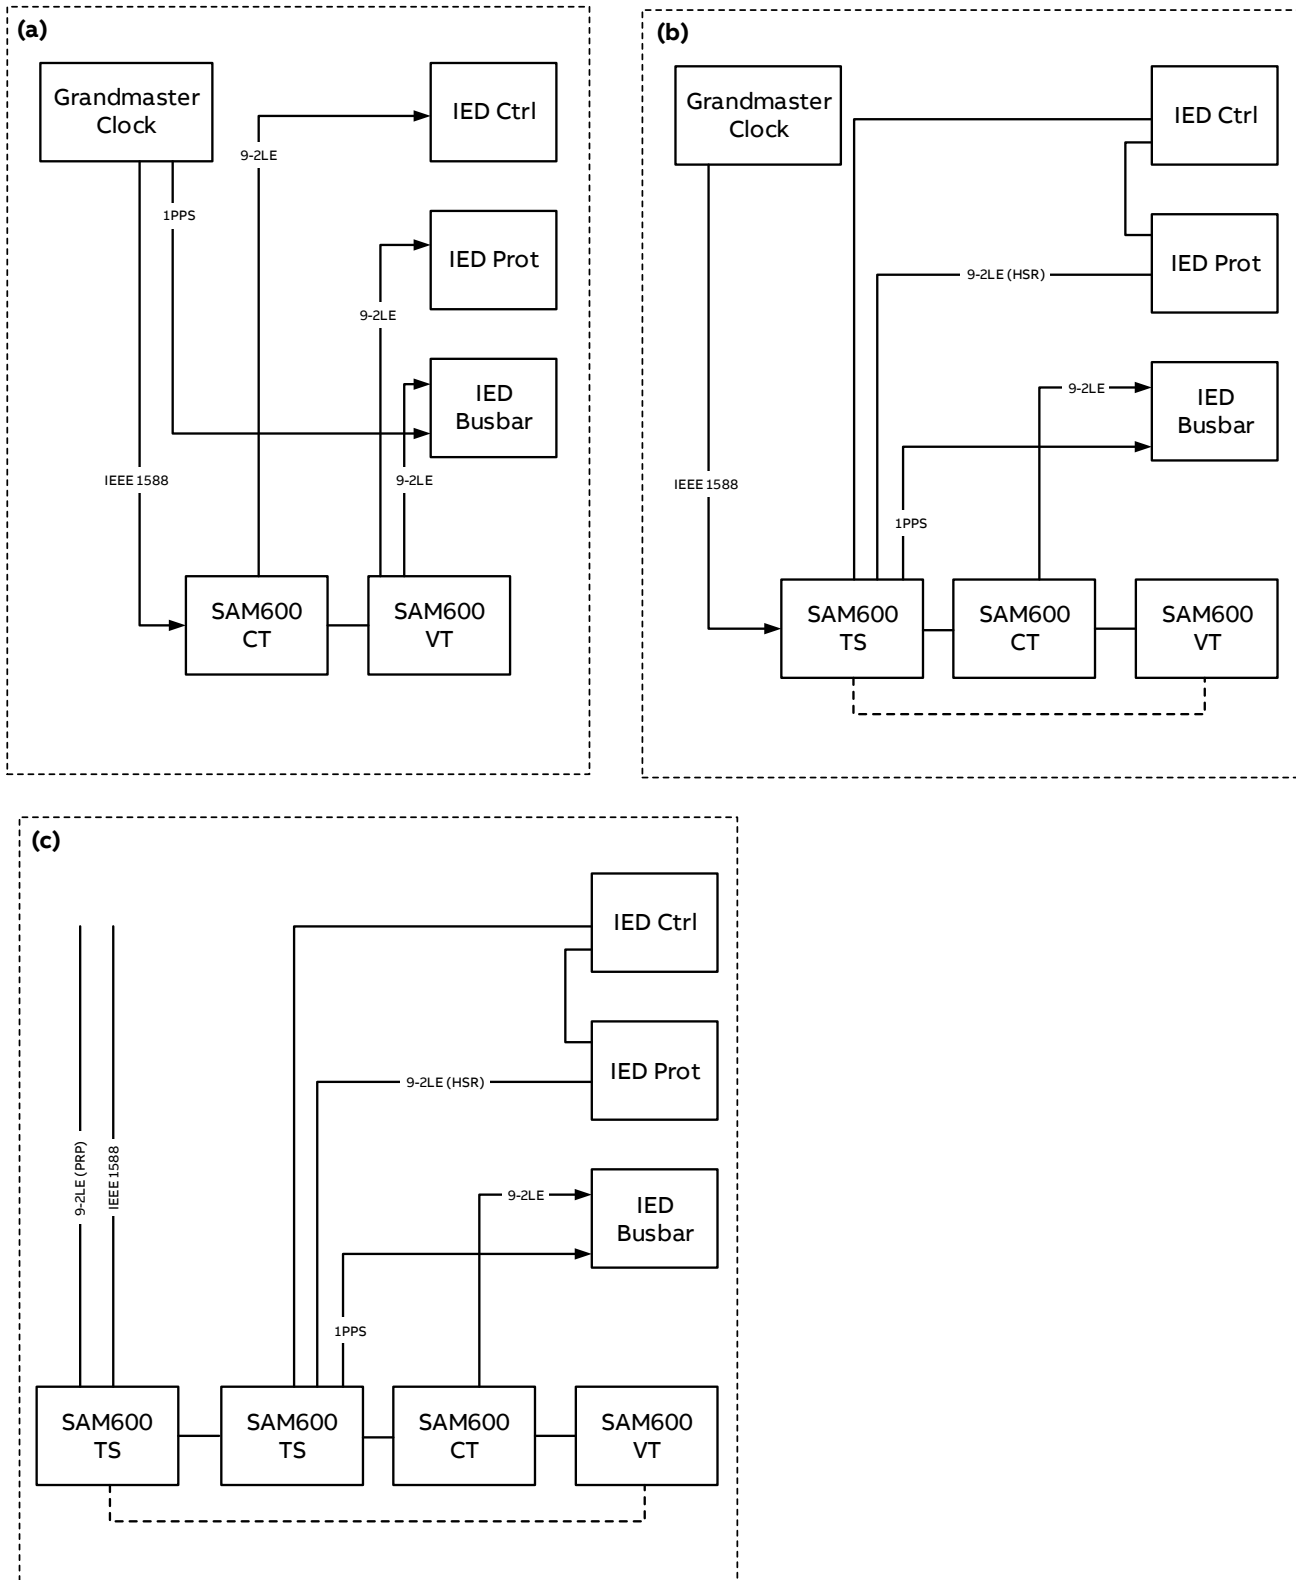 (a)
Grandmaster
Clock
IED Ctrl
9-2LE
1PPS
IED Prot
9-2LE
IED
Busbar
IEEE 1588
9-2LE
SAM600
CT
SAM600
VT
(b)
Grandmaster
Clock
IED Ctrl
IED Prot
9-2LE (HSR)
9-2LE
IED
Busbar
IEEE 1588
1PPS
SAM600
TS
SAM600
CT
SAM600
VT
(c)
IED Ctrl
IED Prot
9-2LE (HSR)
9-2LE (PRP)
IEEE 1588
9-2LE
IED
Busbar
1PPS
SAM600
TS
SAM600
TS
SAM600
CT
SAM600
VT